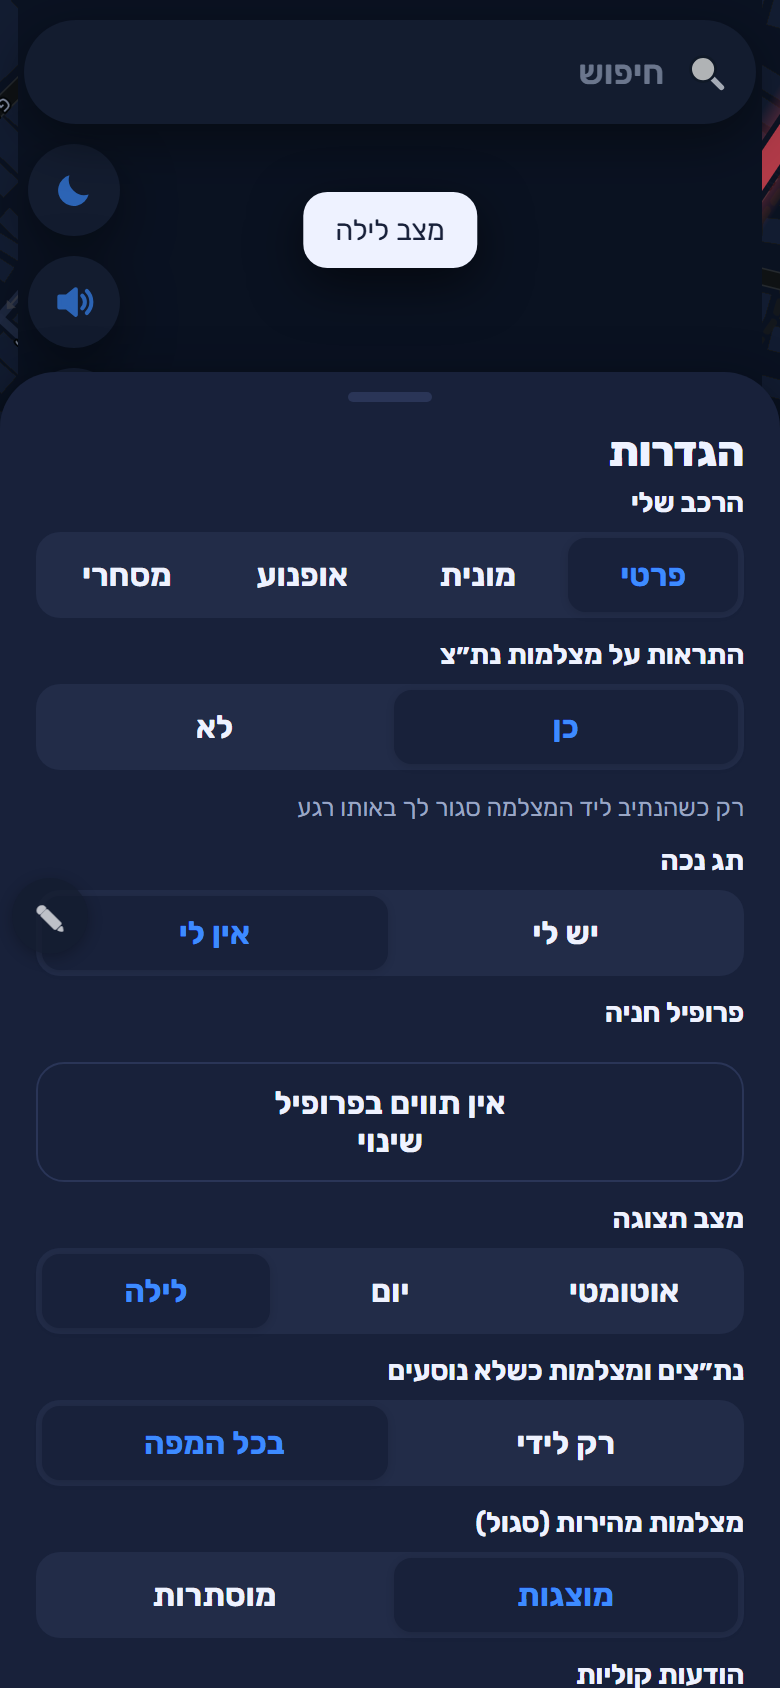 חיפוש
מצב לילה
הגדרות
הרכב שלי
פרטי מונית אופנוע מסחרי
התראות על מצלמות נת״צ
כן לא
רק כשהנתיב ליד המצלמה סגור לך באותו רגע
תג נכה
יש לי אין לי
פרופיל חניה
אין תווים בפרופיל
שינוי
מצב תצוגה
אוטומטי יום לילה
נת״צים ומצלמות כשלא נוסעים
רק לידי בכל המפה
מצלמות מהירות (סגול)
מוצגות מוסתרות
הודעות קוליות